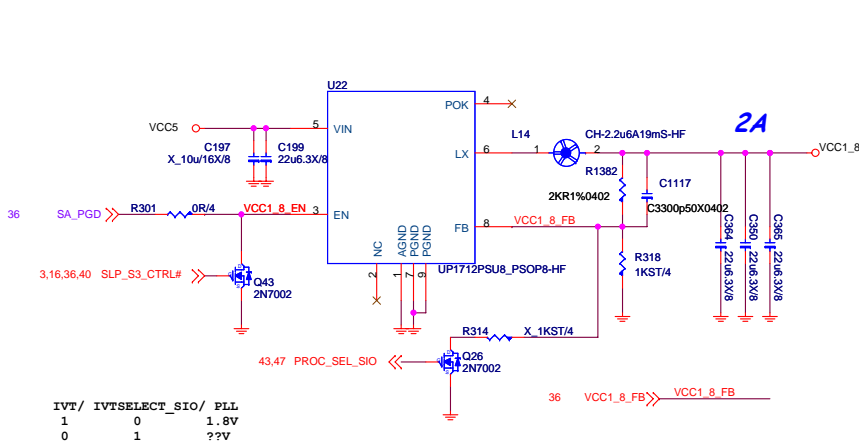 U22
POK
4
VCC5
5
VIN
L14
CH-2.2u6A19mS-HF
2A
C197
X_10u/16X/8
C199
22u6.3X/8
LX
6
1
2
VCC1_8
R1382
2KR1%0402
C1117
C3300p50X0402
36
SA_PGD
R301
0R/4
VCC1_8_EN
3
EN
FB
8
VCC1_8_FB
C364
22u6.3X/8
C350
22u6.3X/8
C365
22u6.3X/8
NC
AGND
PGND
PGND
R318
1KST/4
2
1
7
9
UP1712PSU8_PSOP8-HF
3,16,36,40
SLP_S3_CTRL#
Q43
2N7002
R314
X_1KST/4
43,47
PROC_SEL_SIO
Q26
2N7002
36
VCC1_8_FB
VCC1_8_FB
IVT/ IVTSELECT_SIO/ PLL
1 0 1.8V
0 1 ??V